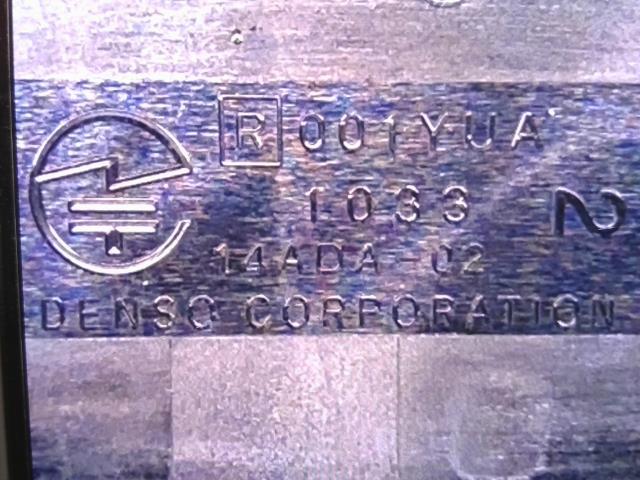 R 001YUA
1033
2
14ADA-02
DENSO CORPORATION